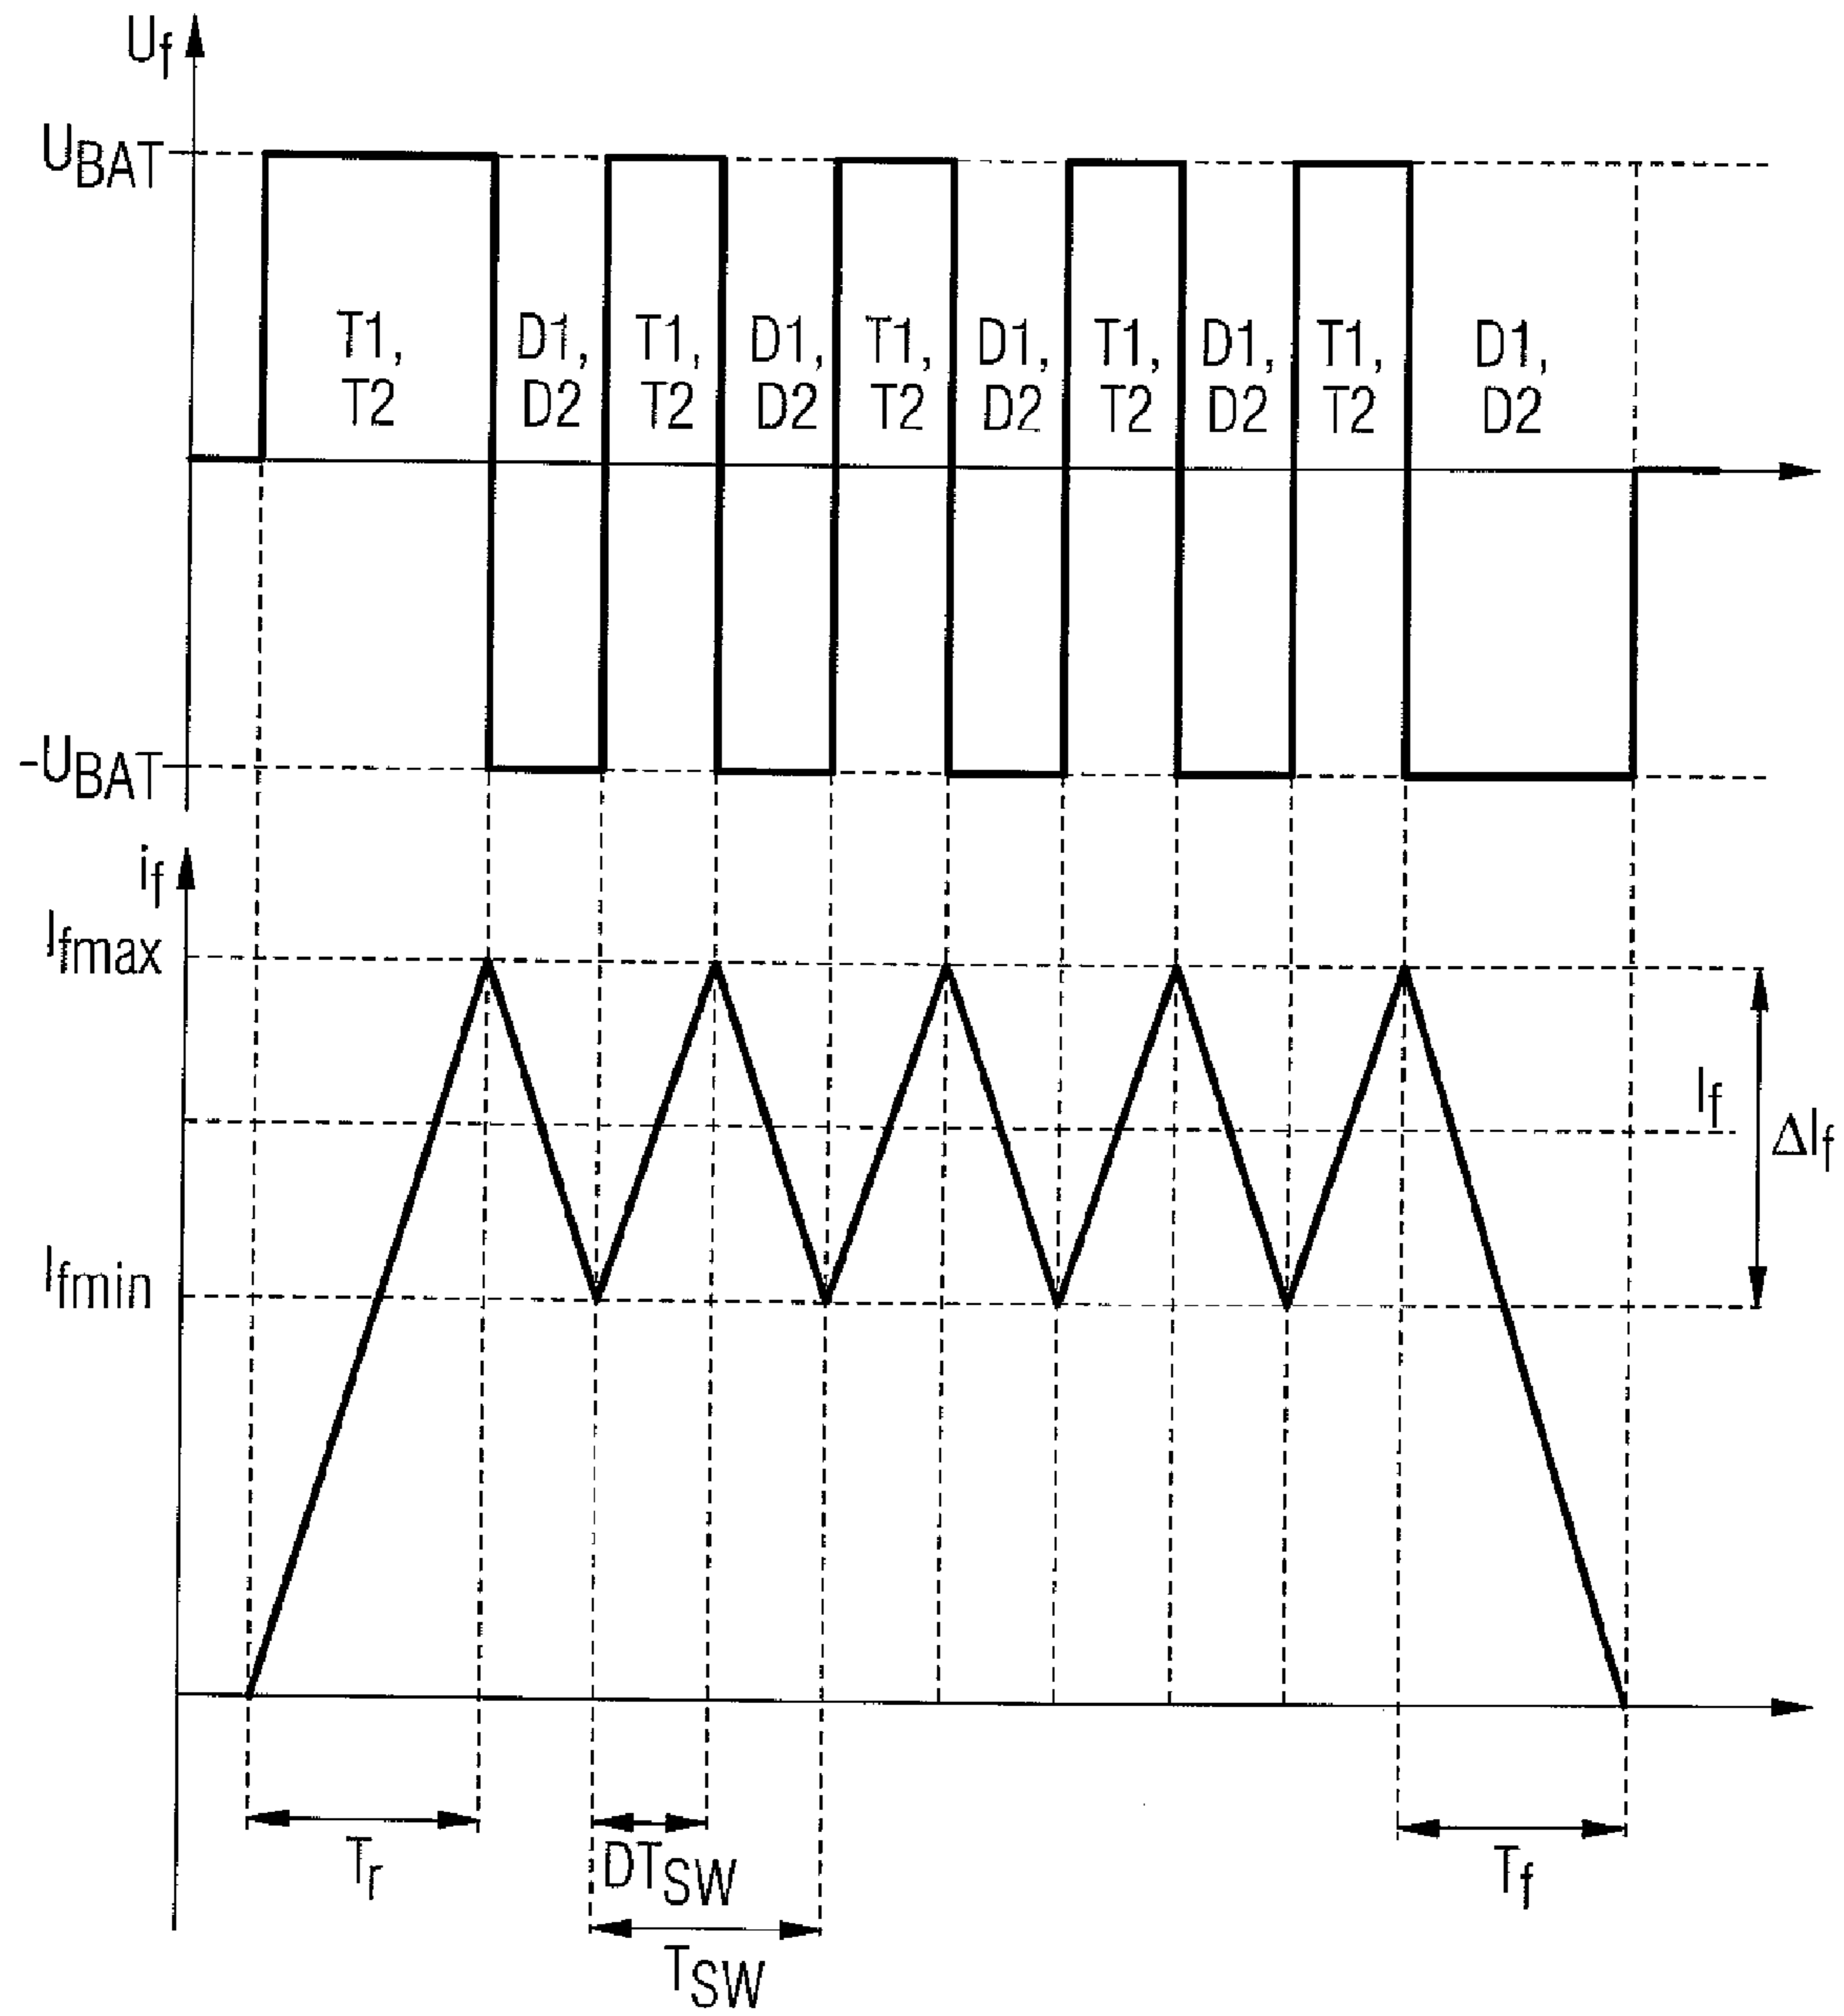 Uf
UBAT
T1,
T2
D1,
D2
T1,
T2
D1,
D2
T1,
T2
D1,
D2
T1,
T2
D1,
D2
T1,
T2
D1,
D2
-UBAT
if
Ifmax
If
ΔIf
Ifmin
Tr
DTSW
Tf
TSW